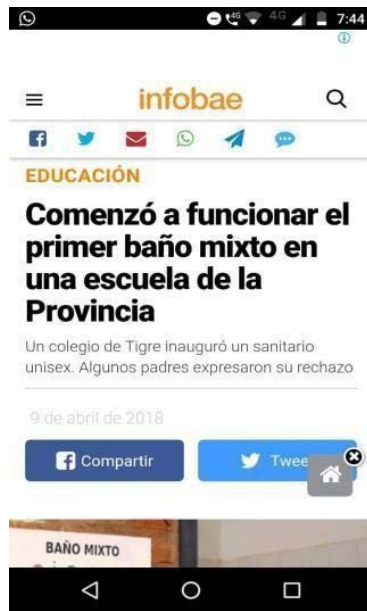 4G 4G 7:44
infobae
EDUCACIÓN
Comenzó a funcionar el
primer baño mixto en
una escuela de la
Provincia
Un colegio de Tigre inauguró un sanitario
unisex. Algunos padres expresaron su rechazo
9 de abril de 2018
Compartir
Twee
BAÑO MIXTO